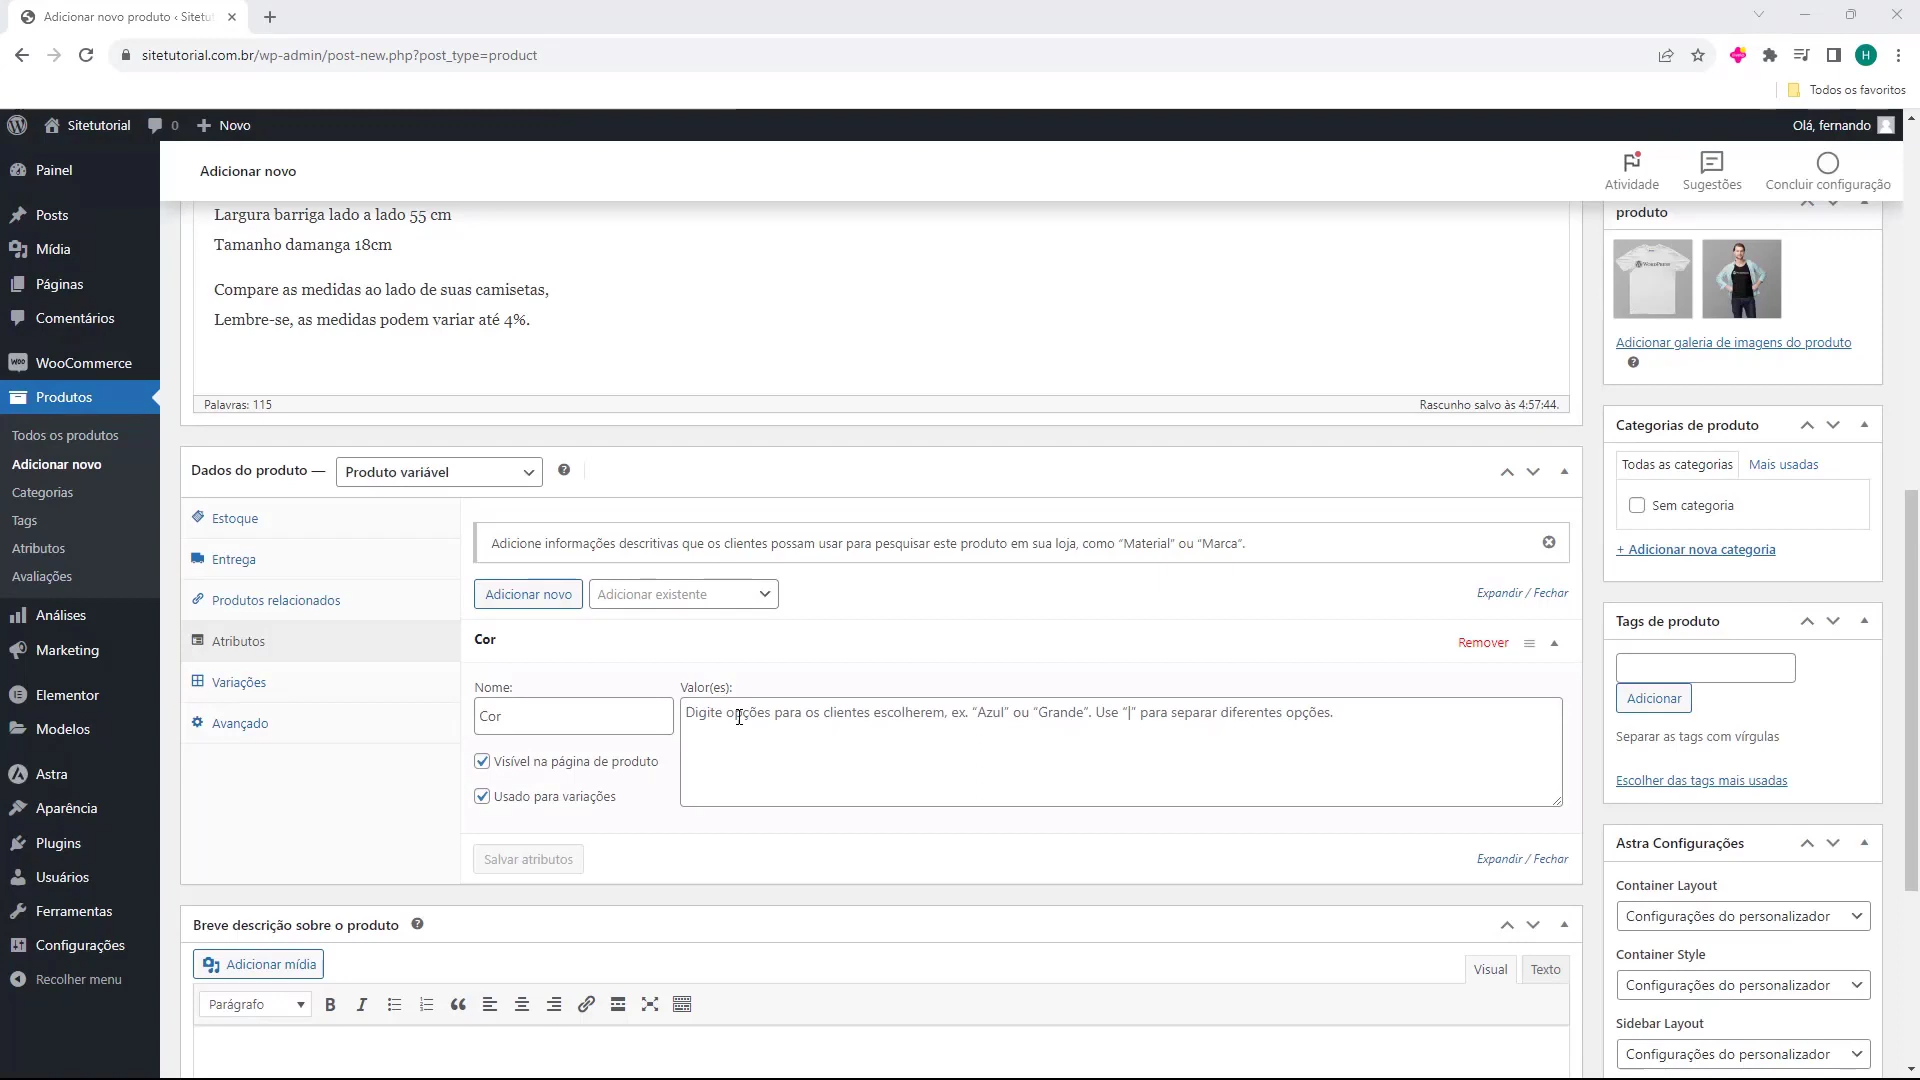 Adicionar novo produto ‹ Sitetu
sitetutorial.com.br/wp-admin/post-new.php?post_type=product
H
Todos os favoritos
Sitetutorial
0
Novo
Olá, fernando
Painel
Posts
Mídia
Páginas
Comentários
WooCommerce
Produtos
Todos os produtos
Adicionar novo
Categorias
Tags
Atributos
Avaliações
Análises
Marketing
Elementor
Modelos
Astra
Aparência
Plugins
Usuários
Ferramentas
Configurações
Recolher menu
Adicionar novo
Atividade
Sugestões
Concluir configuração
Largura barriga lado a lado 55 cm
Tamanho damanga 18cm
Compare as medidas ao lado de suas camisetas,
Lembre-se, as medidas podem variar até 4%.
Palavras: 115
Rascunho salvo às 4:57:44.
Dados do produto — Produto variável
Estoque
Entrega
Produtos relacionados
Atributos
Variações
Avançado
Adicione informações descritivas que os clientes possam usar para pesquisar este produto em sua loja, como “Material” ou “Marca”.
Adicionar novo
Adicionar existente
Expandir / Fechar
Cor
Remover
Nome:
Valor(es):
Cor
Digite opções para os clientes escolherem, ex. “Azul” ou “Grande”. Use “|” para separar diferentes opções.
Visível na página de produto
Usado para variações
Salvar atributos
Expandir / Fechar
Breve descrição sobre o produto
Adicionar mídia
Visual
Texto
Parágrafo
produto
Adicionar galeria de imagens do produto
Categorias de produto
Todas as categorias
Mais usadas
Sem categoria
+ Adicionar nova categoria
Tags de produto
Adicionar
Separar as tags com vírgulas
Escolher das tags mais usadas
Astra Configurações
Container Layout
Configurações do personalizador
Container Style
Configurações do personalizador
Sidebar Layout
Configurações do personalizador